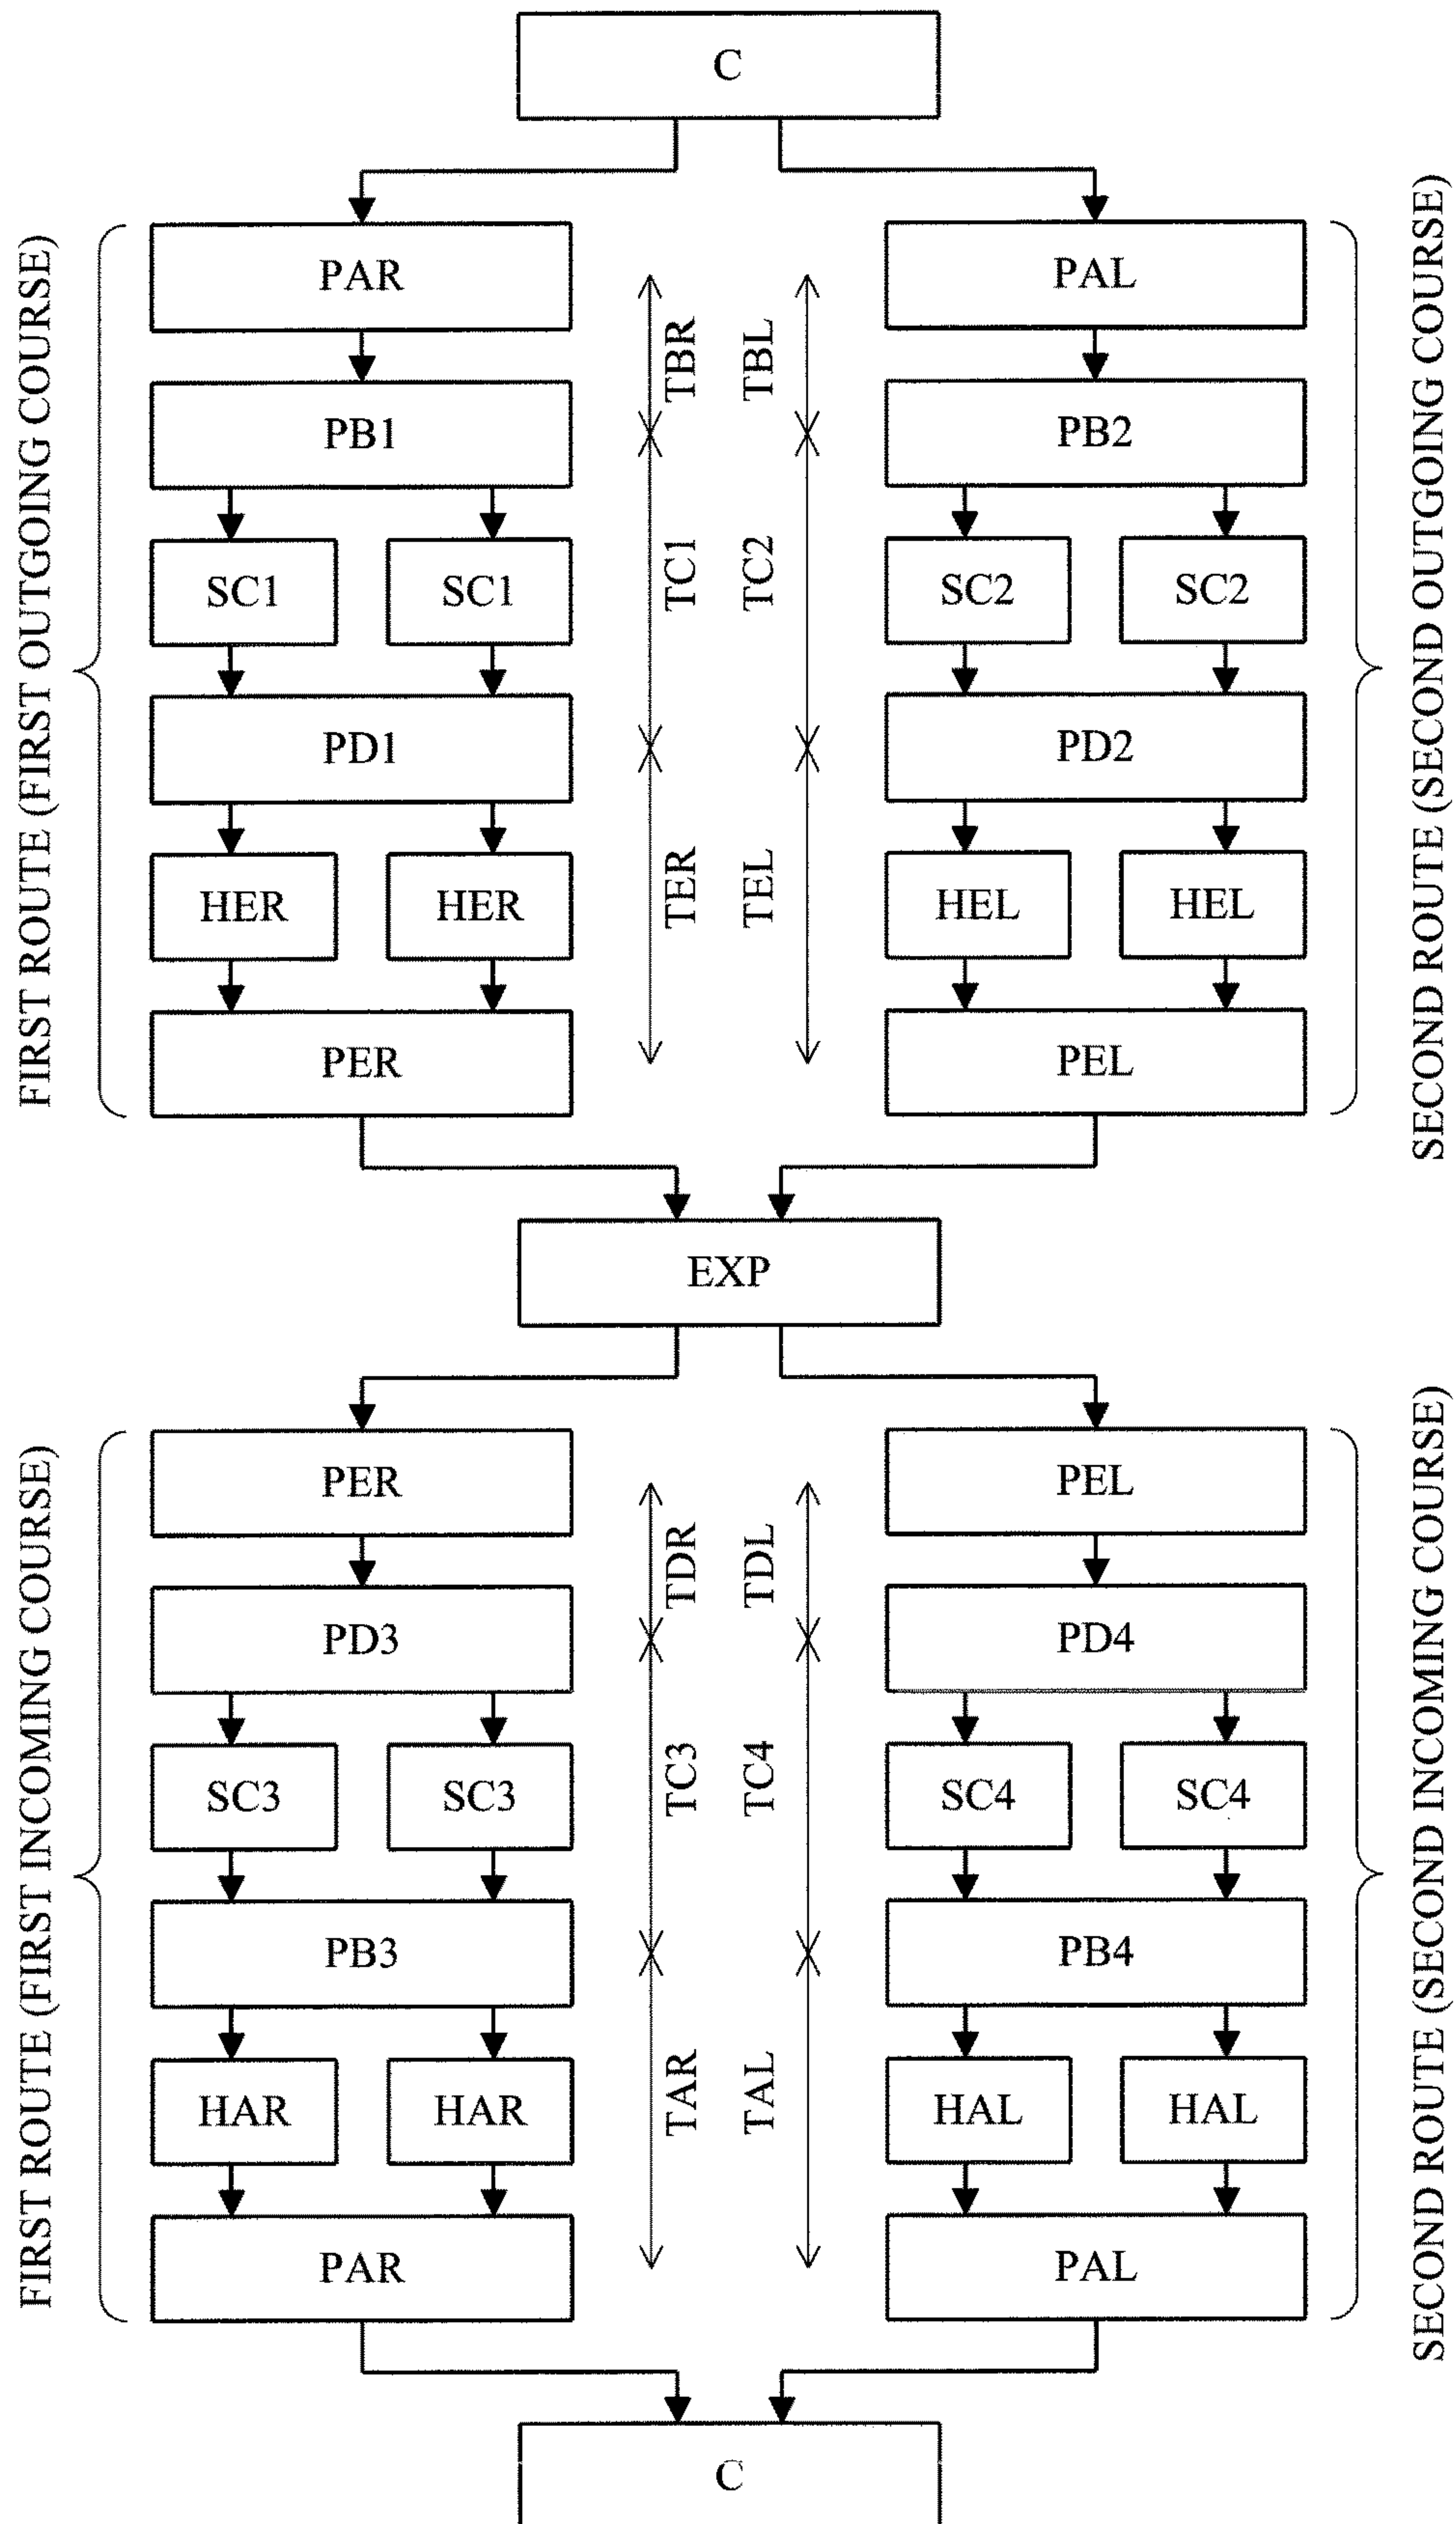 C
PAR
PAL
TBR
TBL
PB1
PB2
SC1
SC1
TC1
TC2
SC2
SC2
FIRST ROUTE (FIRST OUTGOING COURSE)
SECOND ROUTE (SECOND OUTGOING COURSE)
PD1
PD2
HER
HER
TER
TEL
HEL
HEL
PER
PEL
EXP
PER
PEL
TDR
TDL
PD3
PD4
SC3
SC3
TC3
TC4
SC4
SC4
FIRST ROUTE (FIRST INCOMING COURSE)
SECOND ROUTE (SECOND INCOMING COURSE)
PB3
PB4
HAR
HAR
TAR
TAL
HAL
HAL
PAR
PAL
C